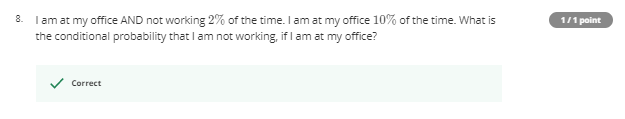 8. I am at my office AND not working 2% of the time. I am at my office 10% of the time. What is
1 / 1 point
the conditional probability that I am not working, if I am at my office?
Correct